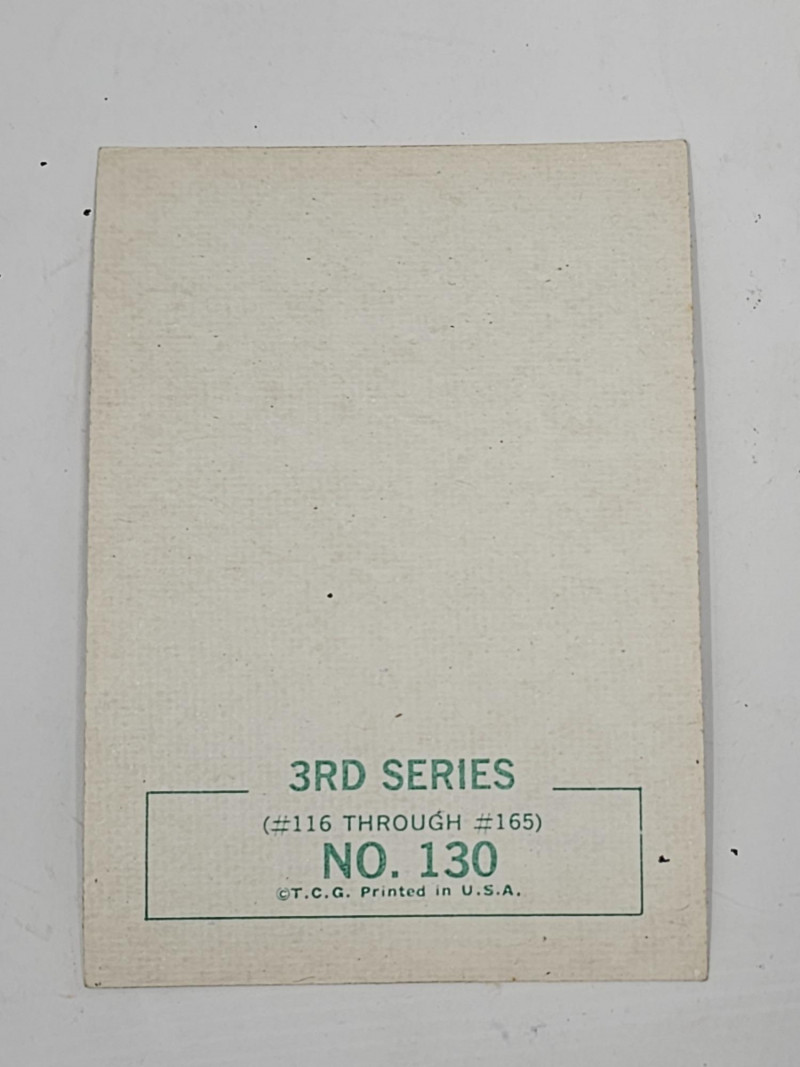 3RD SERIES
(#116 THROUGH #165)
NO. 130
©T.C.G. Printed in U.S.A.